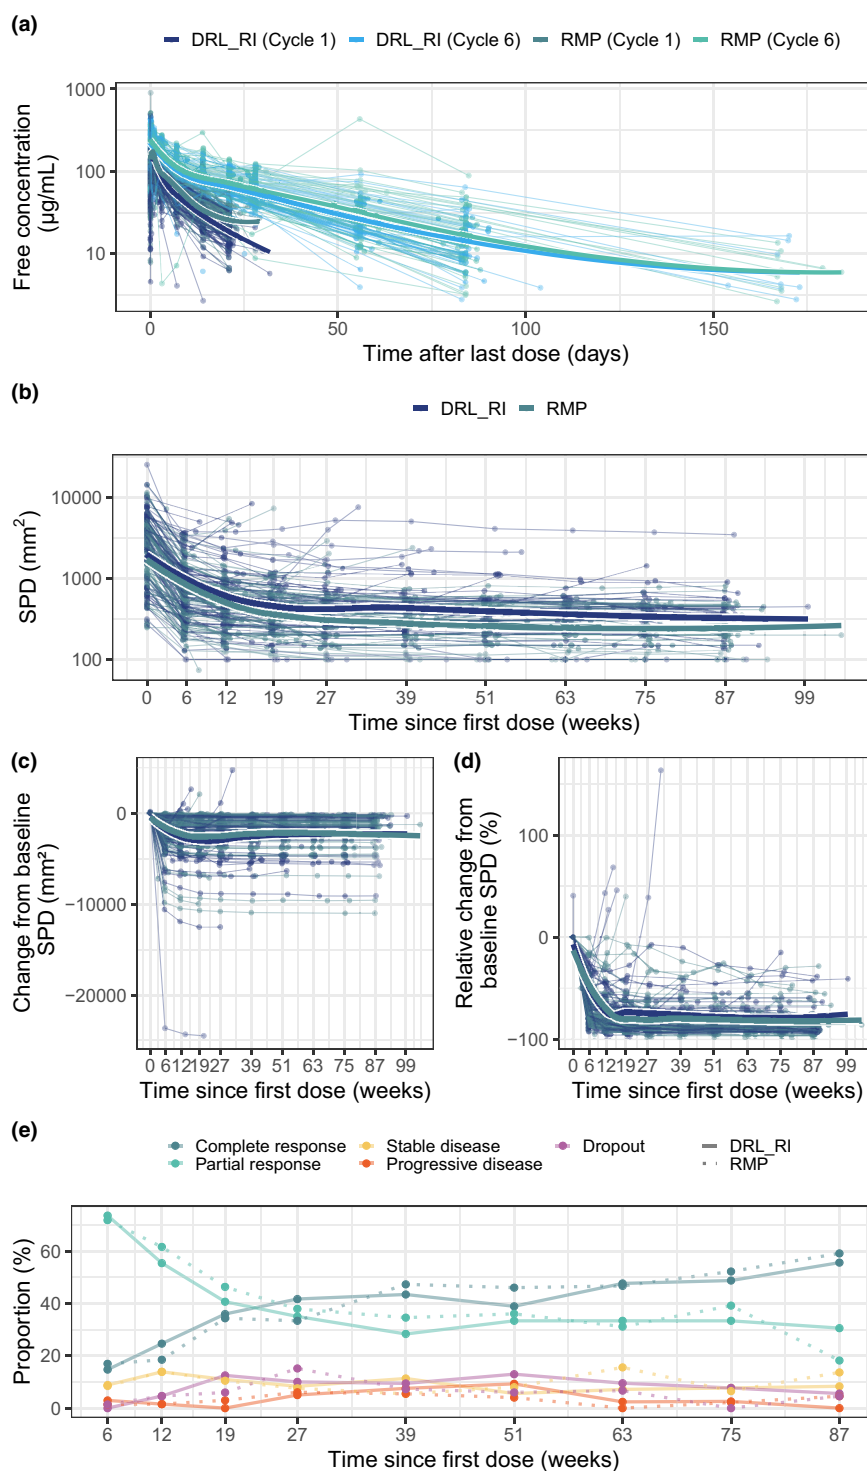 (a)
DRL_RI (Cycle 1) DRL_RI (Cycle 6) RMP (Cycle 1) RMP (Cycle 6)
Free concentration
(µg/mL)
1000
100
10
0 50 100 150
Time after last dose (days)
(b)
DRL_RI RMP
SPD (mm²)
10000
1000
100
0 6 12 19 27 39 51 63 75 87 99
Time since first dose (weeks)
(c)
Change from baseline
SPD (mm²)
0
−10000
−20000
0 6 12 19 27 39 51 63 75 87 99
Time since first dose (weeks)
(d)
Relative change from
baseline SPD (%)
100
0
−100
0 6 12 19 27 39 51 63 75 87 99
Time since first dose (weeks)
(e)
Complete response Stable disease Dropout DRL_RI
Partial response Progressive disease RMP
Proportion (%)
60
40
20
0
6 12 19 27 39 51 63 75 87
Time since first dose (weeks)